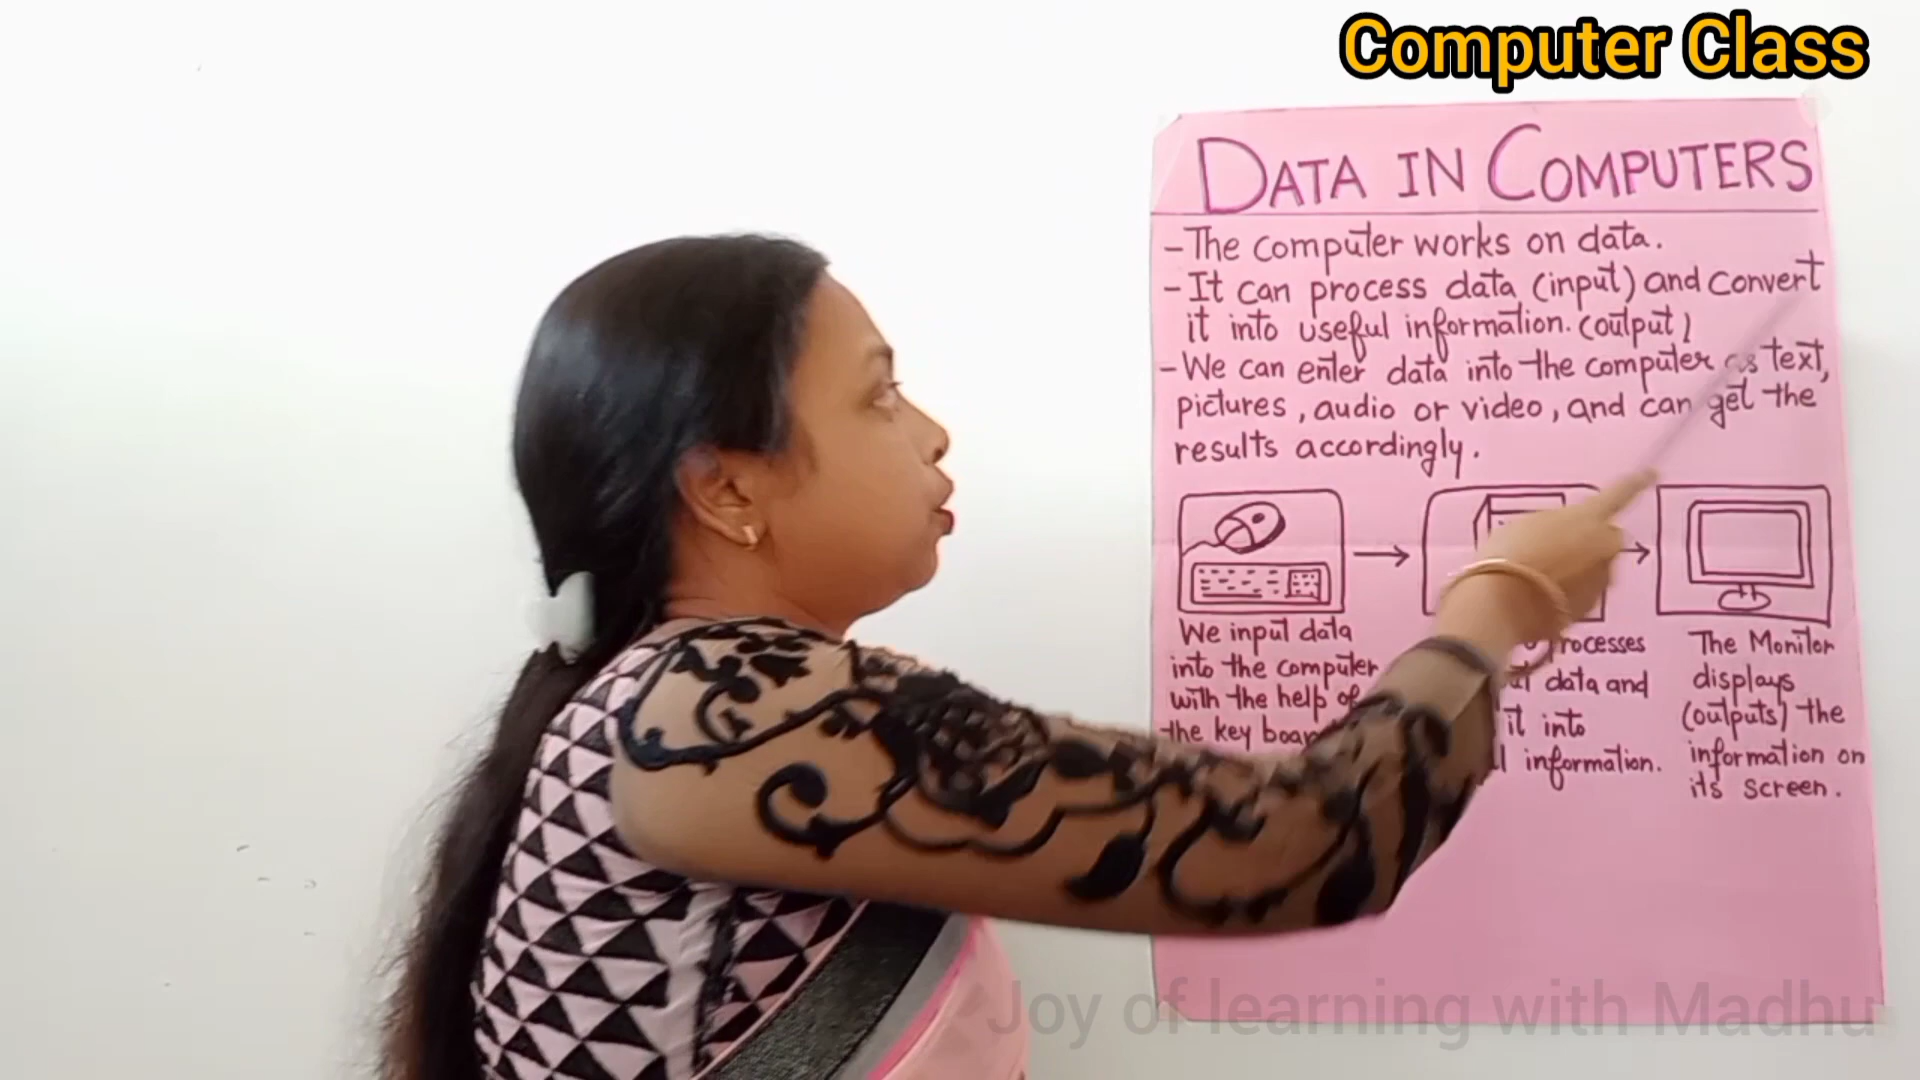 Computer Class
DATA IN COMPUTERS
- The computer works on data.
- It can process data (input) and convert
it into useful information. (output)
- We can enter data into the computer as text,
pictures, audio or video, and can get the
results accordingly.
We input data
into the computer
with the help of
the key boar
rocesses
data and
it into
information.
The Monitor
displays
(outputs) the
information on
its screen.
Joy of learning with Madhu